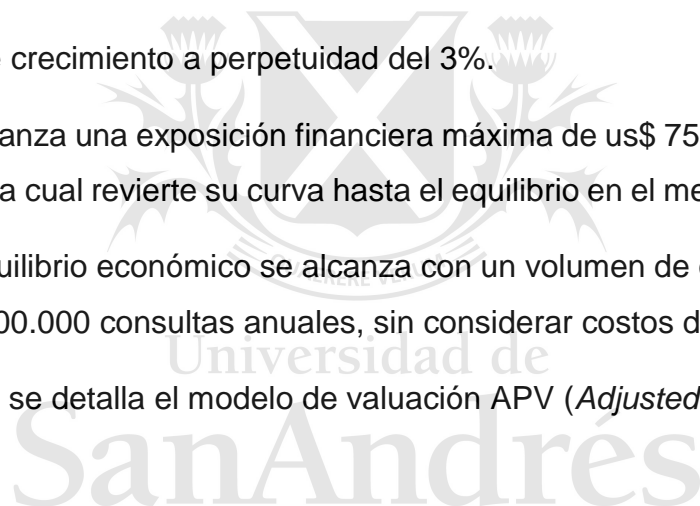 crecimiento a perpetuidad del 3%.
anza una exposición financiera máxima de us$ 75
a cual revierte su curva hasta el equilibrio en el me
uilibrio económico se alcanza con un volumen de
00.000 consultas anuales, sin considerar costos d
Universidad de
se detalla el modelo de valuación APV (Adjusted
SanAndrés